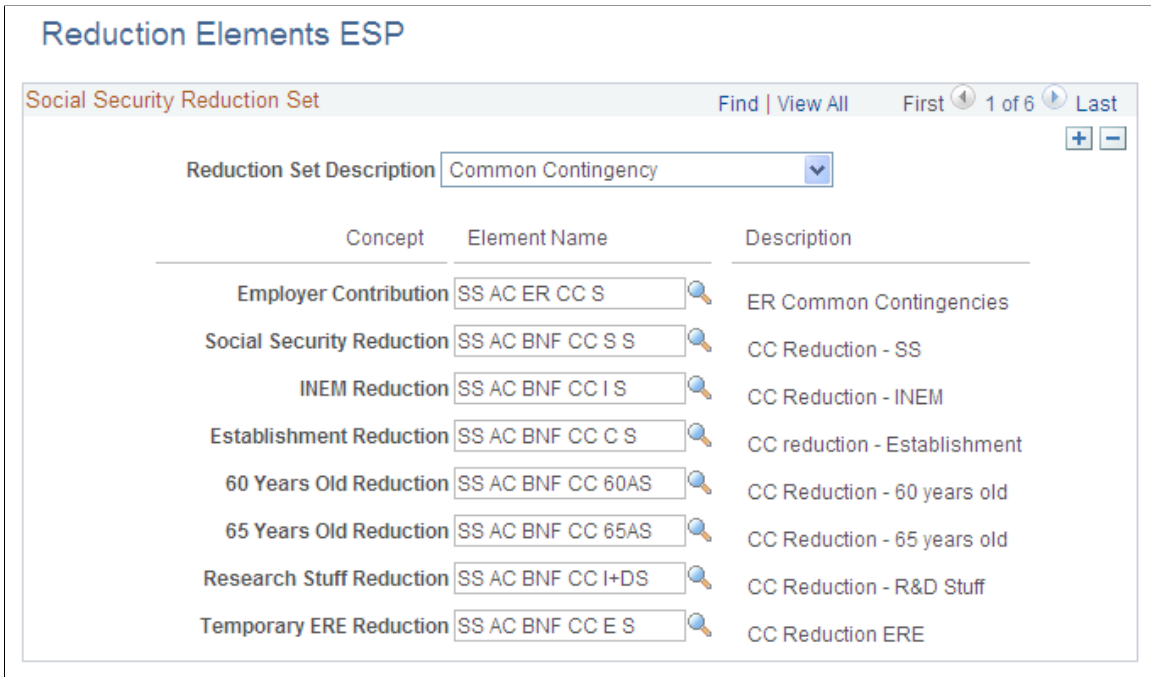 Reduction Elements ESP
Social Security Reduction Set Find | View All First 1 of 6 Last
Reduction Set Description Common Contingency
Concept Element Name Description
Employer Contribution SS AC ER CC S ER Common Contingencies
Social Security Reduction SS AC BNF CC S S CC Reduction - SS
INEM Reduction SS AC BNF CC I S CC Reduction - INEM
Establishment Reduction SS AC BNF CC C S CC reduction - Establishment
60 Years Old Reduction SS AC BNF CC 60AS CC Reduction - 60 years old
65 Years Old Reduction SS AC BNF CC 65AS CC Reduction - 65 years old
Research Stuff Reduction SS AC BNF CC I+DS CC Reduction - R&D Stuff
Temporary ERE Reduction SS AC BNF CC E S CC Reduction ERE